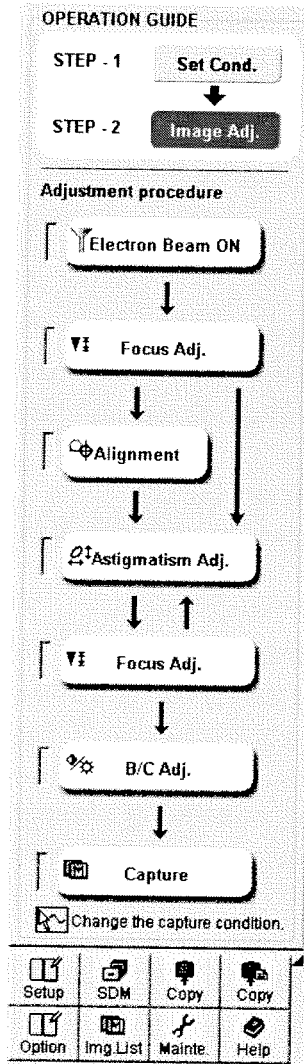 OPERATION GUIDE
STEP - 1 Set Cond.
STEP - 2 Image Adj.
Adjustment procedure
Electron Beam ON
Focus Adj.
Alignment
Astigmatism Adj.
Focus Adj.
B/C Adj.
Capture
Change the capture condition.
Setup SDM Copy Copy
Option Img.List Mainte. Help